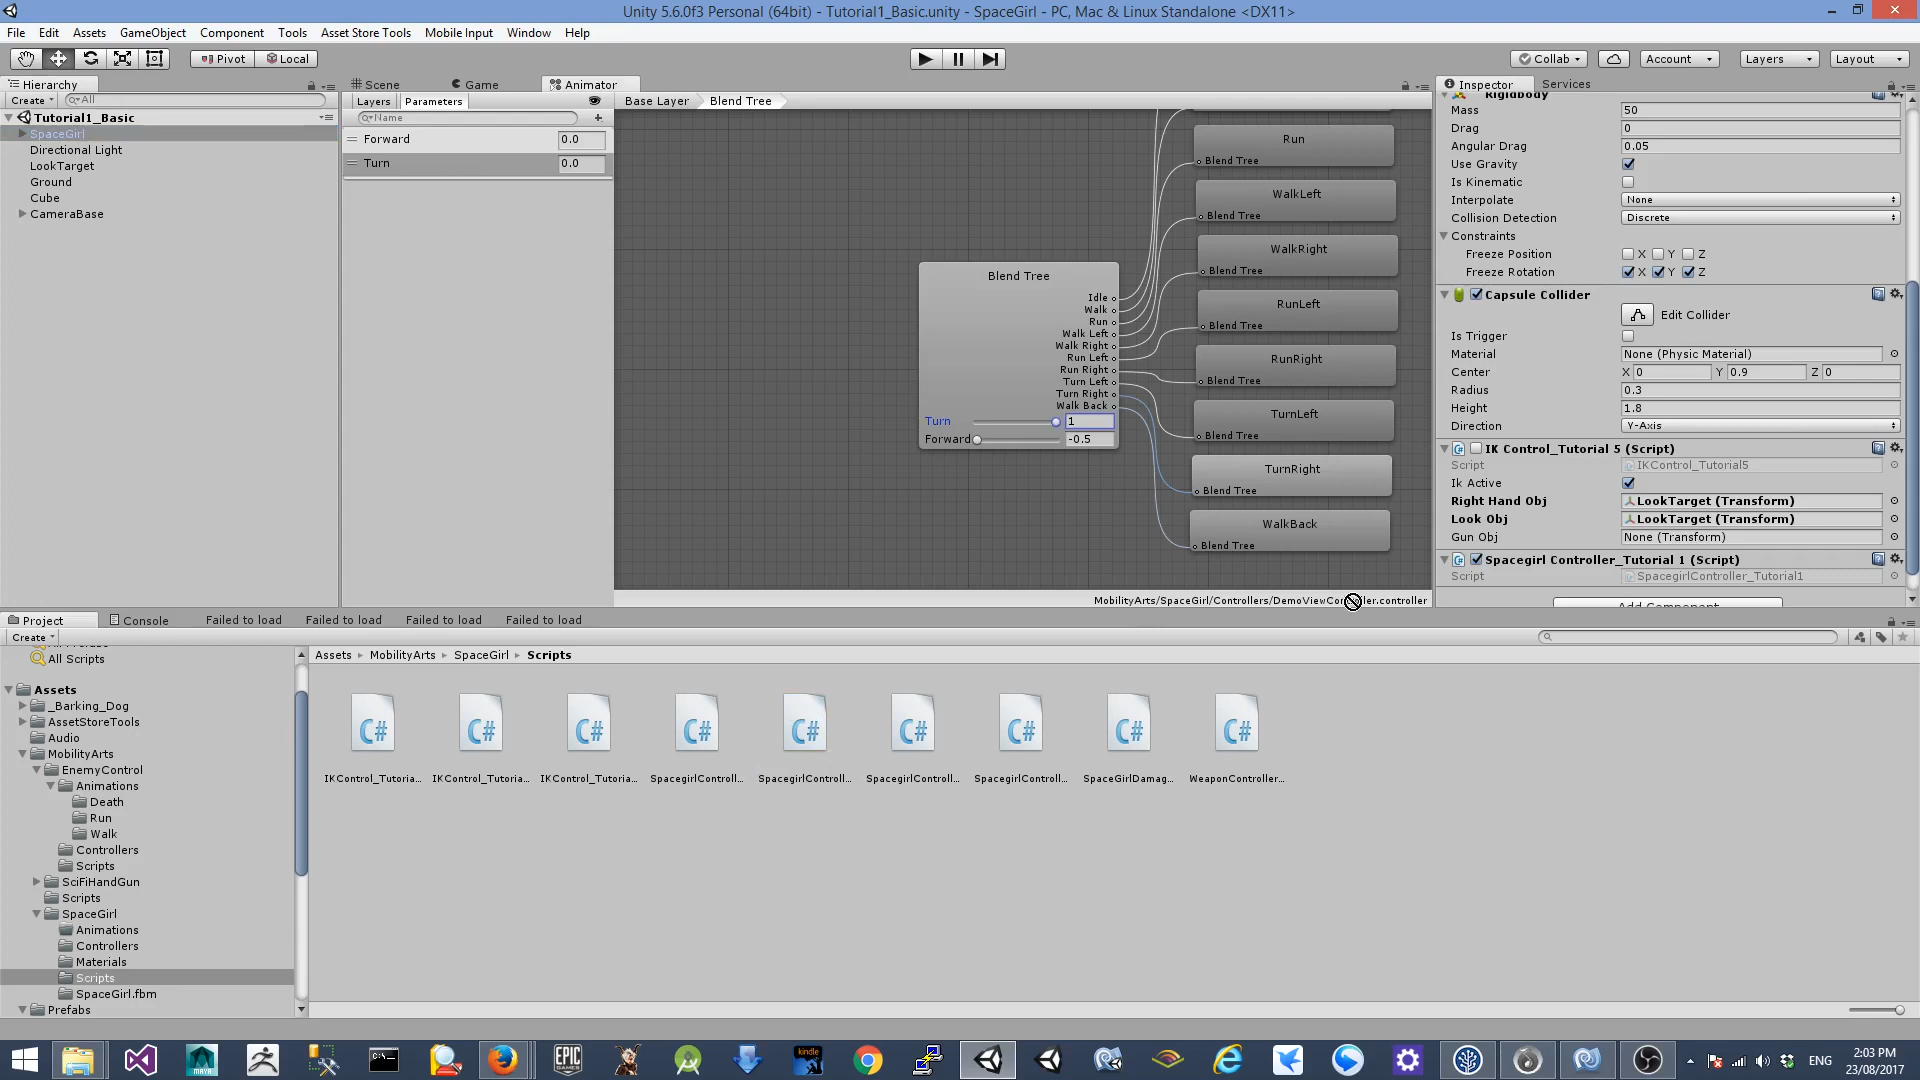 Unity 5.6.0f3 Personal (64bit) - Tutorial1_Basic.unity - SpaceGirl - PC, Mac & Linux Standalone <DX11>
File Edit Assets GameObject Component Tools Asset Store Tools Mobile Input Window Help
Pivot Local Collab Account Layers Layout
Hierarchy
Create All
Tutorial1_Basic
SpaceGirl
Directional Light
LookTarget
Ground
Cube
CameraBase
Scene Game Animator
Layers Parameters
Name
Forward 0.0
Turn 0.0
Base Layer Blend Tree
Run
Blend Tree
WalkLeft
Blend Tree
WalkRight
Blend Tree
RunLeft
Blend Tree
RunRight
Blend Tree
TurnLeft
Blend Tree
TurnRight
Blend Tree
WalkBack
Blend Tree
Blend Tree
Idle
Walk
Run
Walk Left
Walk Right
Run Left
Run Right
Turn Left
Turn Right
Walk Back
Turn 1
Forward -0.5
Inspector Services
Rigidbody
Mass 50
Drag 0
Angular Drag 0.05
Use Gravity
Is Kinematic
Interpolate None
Collision Detection Discrete
Constraints
Freeze Position X Y Z
Freeze Rotation X Y Z
Capsule Collider
Edit Collider
Is Trigger
Material None (Physic Material)
Center X 0 Y 0.9 Z 0
Radius 0.3
Height 1.8
Direction Y-Axis
IK Control_Tutorial 5 (Script)
Script IKControl_Tutorial5
Ik Active
Right Hand Obj LookTarget (Transform)
Look Obj LookTarget (Transform)
Gun Obj None (Transform)
Spacegirl Controller_Tutorial 1 (Script)
Script SpacegirlController_Tutorial1
Add Component
Project Console Failed to load Failed to load Failed to load Failed to load
Create
All Scripts
Assets
_Barking_Dog
AssetStoreTools
Audio
MobilityArts
EnemyControl
Animations
Death
Run
Walk
Controllers
Scripts
SciFiHandGun
Scripts
SpaceGirl
Animations
Controllers
Materials
Scripts
SpaceGirl.fbm
Prefabs
Assets MobilityArts SpaceGirl Scripts
C# C# C# C# C# C# C# C# C#
IKControl_Tutoria... IKControl_Tutoria... IKControl_Tutoria... SpacegirlControll... SpacegirlControll... SpacegirlControll... SpacegirlControll... SpaceGirlDamag... WeaponController...
MAYA EPIC GAMES kindle
ENG
2:03 PM
23/08/2017